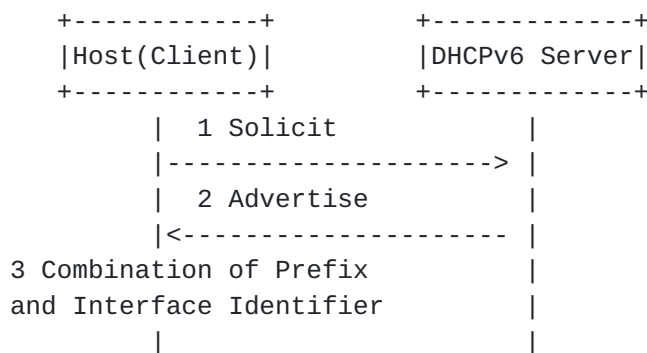 +------------+ +-------------+
|Host(Client)| |DHCPv6 Server|
+------------+ +-------------+
| 1 Solicit |
|----------------------> |
| 2 Advertise |
|<---------------------- |
3 Combination of Prefix |
and Interface Identifier |
| |